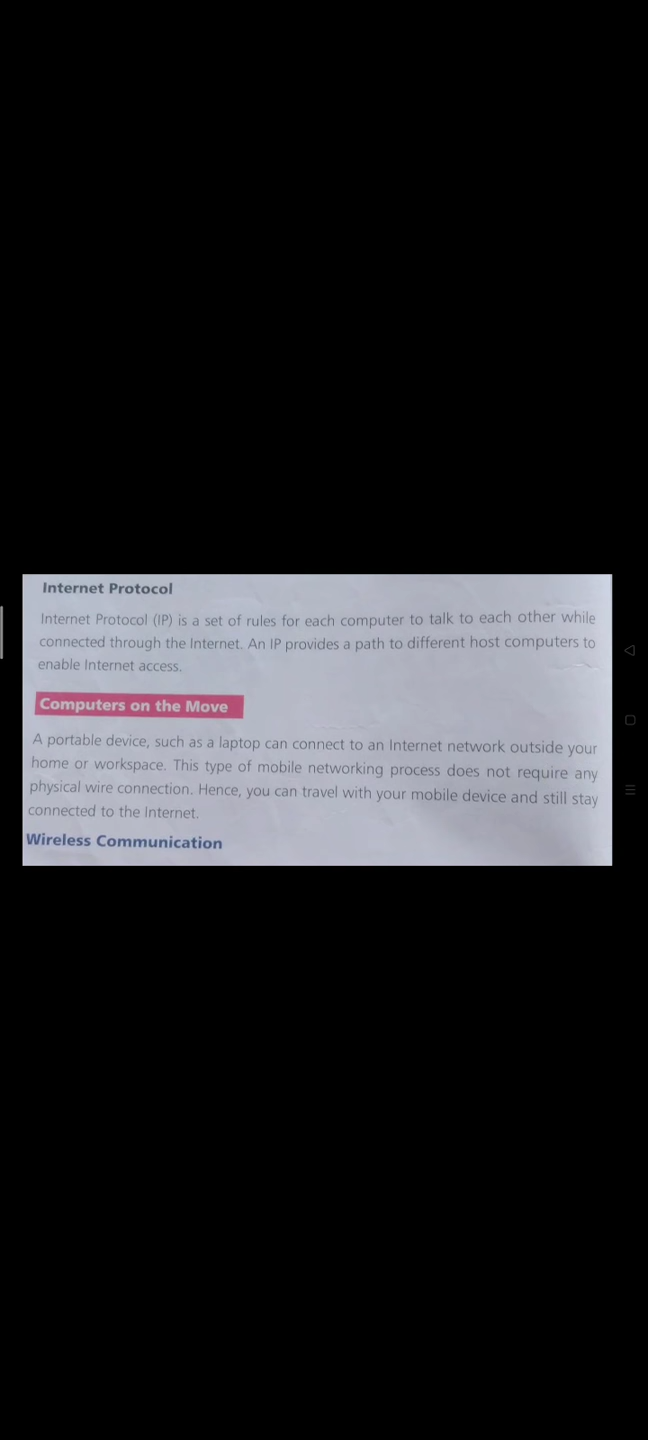 Internet Protocol
Internet Protocol (IP) is a set of rules for each computer to talk to each other while
connected through the Internet. An IP provides a path to different host computers to
enable Internet access.
Computers on the Move
A portable device, such as a laptop can connect to an Internet network outside your
home or workspace. This type of mobile networking process does not require any
physical wire connection. Hence, you can travel with your mobile device and still stay
connected to the Internet.
Wireless Communication